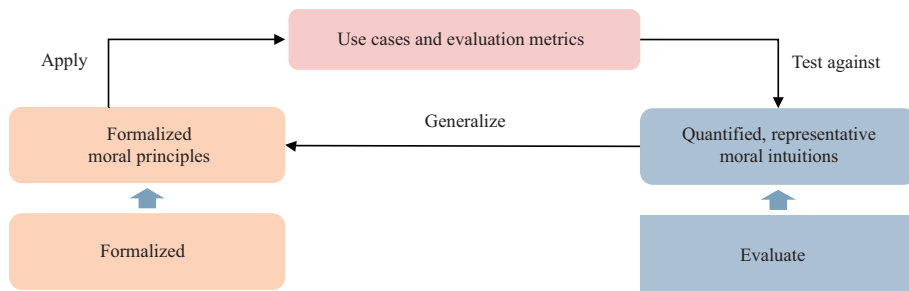 Use cases and evaluation metrics
Apply
Test against
Formalized
moral principles
Generalize
Quantified, representative
moral intuitions
Formalized
Evaluate